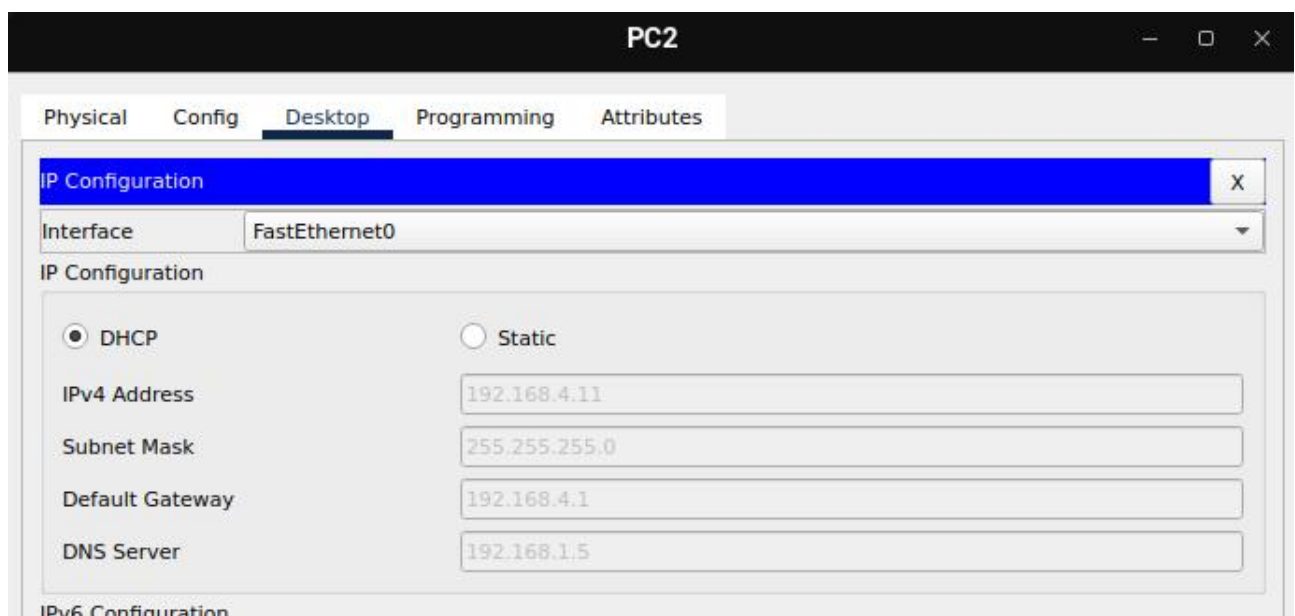 PC2
Physical Config Desktop Programming Attributes
IP Configuration X
Interface FastEthernet0
IP Configuration
DHCP Static
IPv4 Address 192.168.4.11
Subnet Mask 255.255.255.0
Default Gateway 192.168.4.1
DNS Server 192.168.1.5
IPv6 Configuration